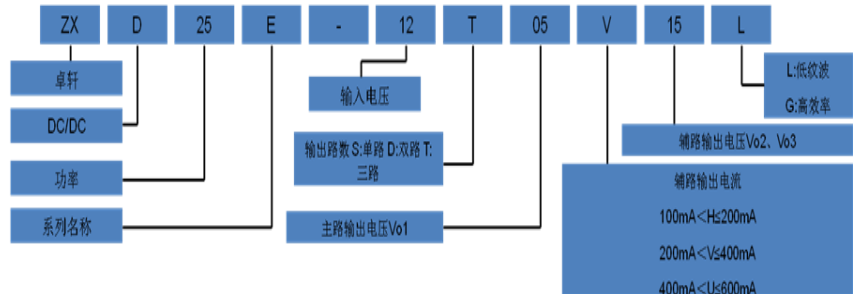 ZX D 25 E - 12 T 05 V 15 L
卓轩
DC/DC
功率
系列名称
输入电压
输出路数 S:单路 D:双路 T:
三路
主路输出电压Vo1
L:低纹波
G:高效率
辅路输出电压Vo2、Vo3
辅路输出电流
100mA<H≤200mA
200mA<V≤400mA
400mA<U≤600mA